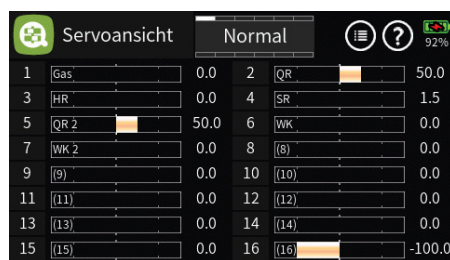 Servoansicht Normal 92%
1 Gas 0.0 2 QR 50.0
3 HR 0.0 4 SR 1.5
5 QR 2 50.0 6 WK 0.0
7 WK 2 0.0 8 (8) 0.0
9 (9) 0.0 10 (10) 0.0
11 (11) 0.0 12 (12) 0.0
13 (13) 0.0 14 (14) 0.0
15 (15) 0.0 16 (16) -100.0